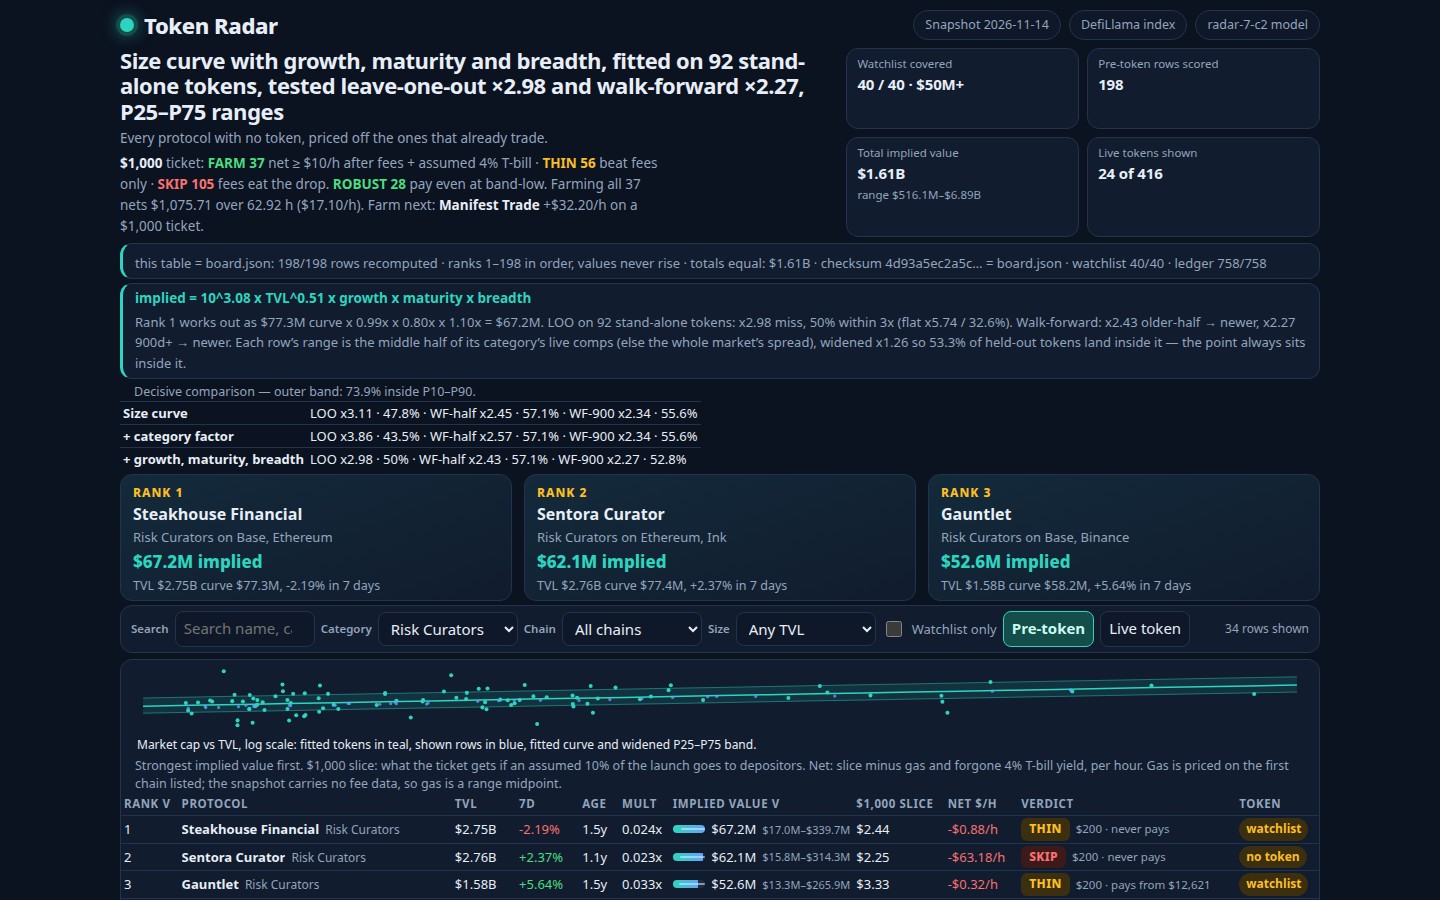 Token Radar
Snapshot 2026-11-14
DefiLlama index
radar-7-c2 model
Size curve with growth, maturity and breadth, fitted on 92 stand-
alone tokens, tested leave-one-out ×2.98 and walk-forward ×2.27,
P25–P75 ranges
Every protocol with no token, priced off the ones that already trade.
$1,000 ticket: FARM 37 net ≥ $10/h after fees + assumed 4% T-bill · THIN 56 beat fees
only · SKIP 105 fees eat the drop. ROBUST 28 pay even at band-low. Farming all 37
nets $1,075.71 over 62.92 h ($17.10/h). Farm next: Manifest Trade +$32.20/h on a
$1,000 ticket.
Watchlist covered
40 / 40 · $50M+
Pre-token rows scored
198
Total implied value
$1.61B
range $516.1M–$6.89B
Live tokens shown
24 of 416
this table = board.json: 198/198 rows recomputed · ranks 1–198 in order, values never rise · totals equal: $1.61B · checksum 4d93a5ec2a5c… = board.json · watchlist 40/40 · ledger 758/758
implied = 10^3.08 x TVL^0.51 x growth x maturity x breadth
Rank 1 works out as $77.3M curve x 0.99x x 0.80x x 1.10x = $67.2M. LOO on 92 stand-alone tokens: x2.98 miss, 50% within 3x (flat x5.74 / 32.6%). Walk-forward: x2.43 older-half → newer, x2.27
900d+ → newer. Each row's range is the middle half of its category's live comps (else the whole market's spread), widened x1.26 so 53.3% of held-out tokens land inside it — the point always sits
inside it.
Decisive comparison — outer band: 73.9% inside P10–P90.
Size curve LOO x3.11 · 47.8% · WF-half x2.45 · 57.1% · WF-900 x2.34 · 55.6%
+ category factor LOO x3.86 · 43.5% · WF-half x2.57 · 57.1% · WF-900 x2.34 · 55.6%
+ growth, maturity, breadth LOO x2.98 · 50% · WF-half x2.43 · 57.1% · WF-900 x2.27 · 52.8%
RANK 1
Steakhouse Financial
Risk Curators on Base, Ethereum
$67.2M implied
TVL $2.75B curve $77.3M, -2.19% in 7 days
RANK 2
Sentora Curator
Risk Curators on Ethereum, Ink
$62.1M implied
TVL $2.76B curve $77.4M, +2.37% in 7 days
RANK 3
Gauntlet
Risk Curators on Base, Binance
$52.6M implied
TVL $1.58B curve $58.2M, +5.64% in 7 days
Search Search name, c Category Risk Curators Chain All chains Size Any TVL Watchlist only Pre-token Live token 34 rows shown
Market cap vs TVL, log scale: fitted tokens in teal, shown rows in blue, fitted curve and widened P25–P75 band.
Strongest implied value first. $1,000 slice: what the ticket gets if an assumed 10% of the launch goes to depositors. Net: slice minus gas and forgone 4% T-bill yield, per hour. Gas is priced on the first
chain listed; the snapshot carries no fee data, so gas is a range midpoint.
RANK V PROTOCOL TVL 7D AGE MULT IMPLIED VALUE V $1,000 SLICE NET $/H VERDICT TOKEN
1 Steakhouse Financial Risk Curators $2.75B -2.19% 1.5y 0.024x $67.2M $17.0M–$339.7M $2.44 -$0.88/h THIN $200 · never pays watchlist
2 Sentora Curator Risk Curators $2.76B +2.37% 1.1y 0.023x $62.1M $15.8M–$314.3M $2.25 -$63.18/h SKIP $200 · never pays no token
3 Gauntlet Risk Curators $1.58B +5.64% 1.5y 0.033x $52.6M $13.3M–$265.9M $3.33 -$0.32/h THIN $200 · pays from $12,621 watchlist